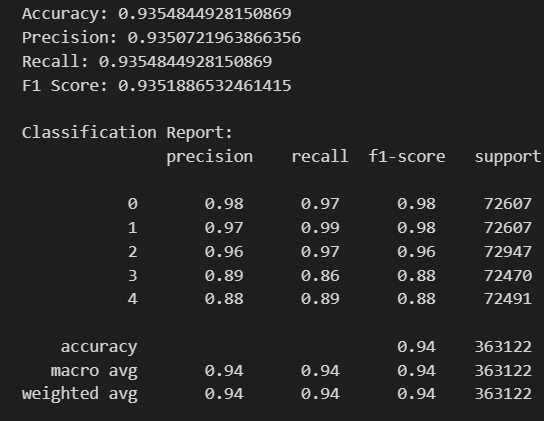 Accuracy: 0.9354844928150869
Precision: 0.9350721963866356
Recall: 0.9354844928150869
F1 Score: 0.9351886532461415
Classification Report:
precision recall f1-score support
0 0.98 0.97 0.98 72607
1 0.97 0.99 0.98 72607
2 0.96 0.97 0.96 72947
3 0.89 0.86 0.88 72470
4 0.88 0.89 0.88 72491
accuracy 0.94 363122
macro avg 0.94 0.94 0.94 363122
weighted avg 0.94 0.94 0.94 363122